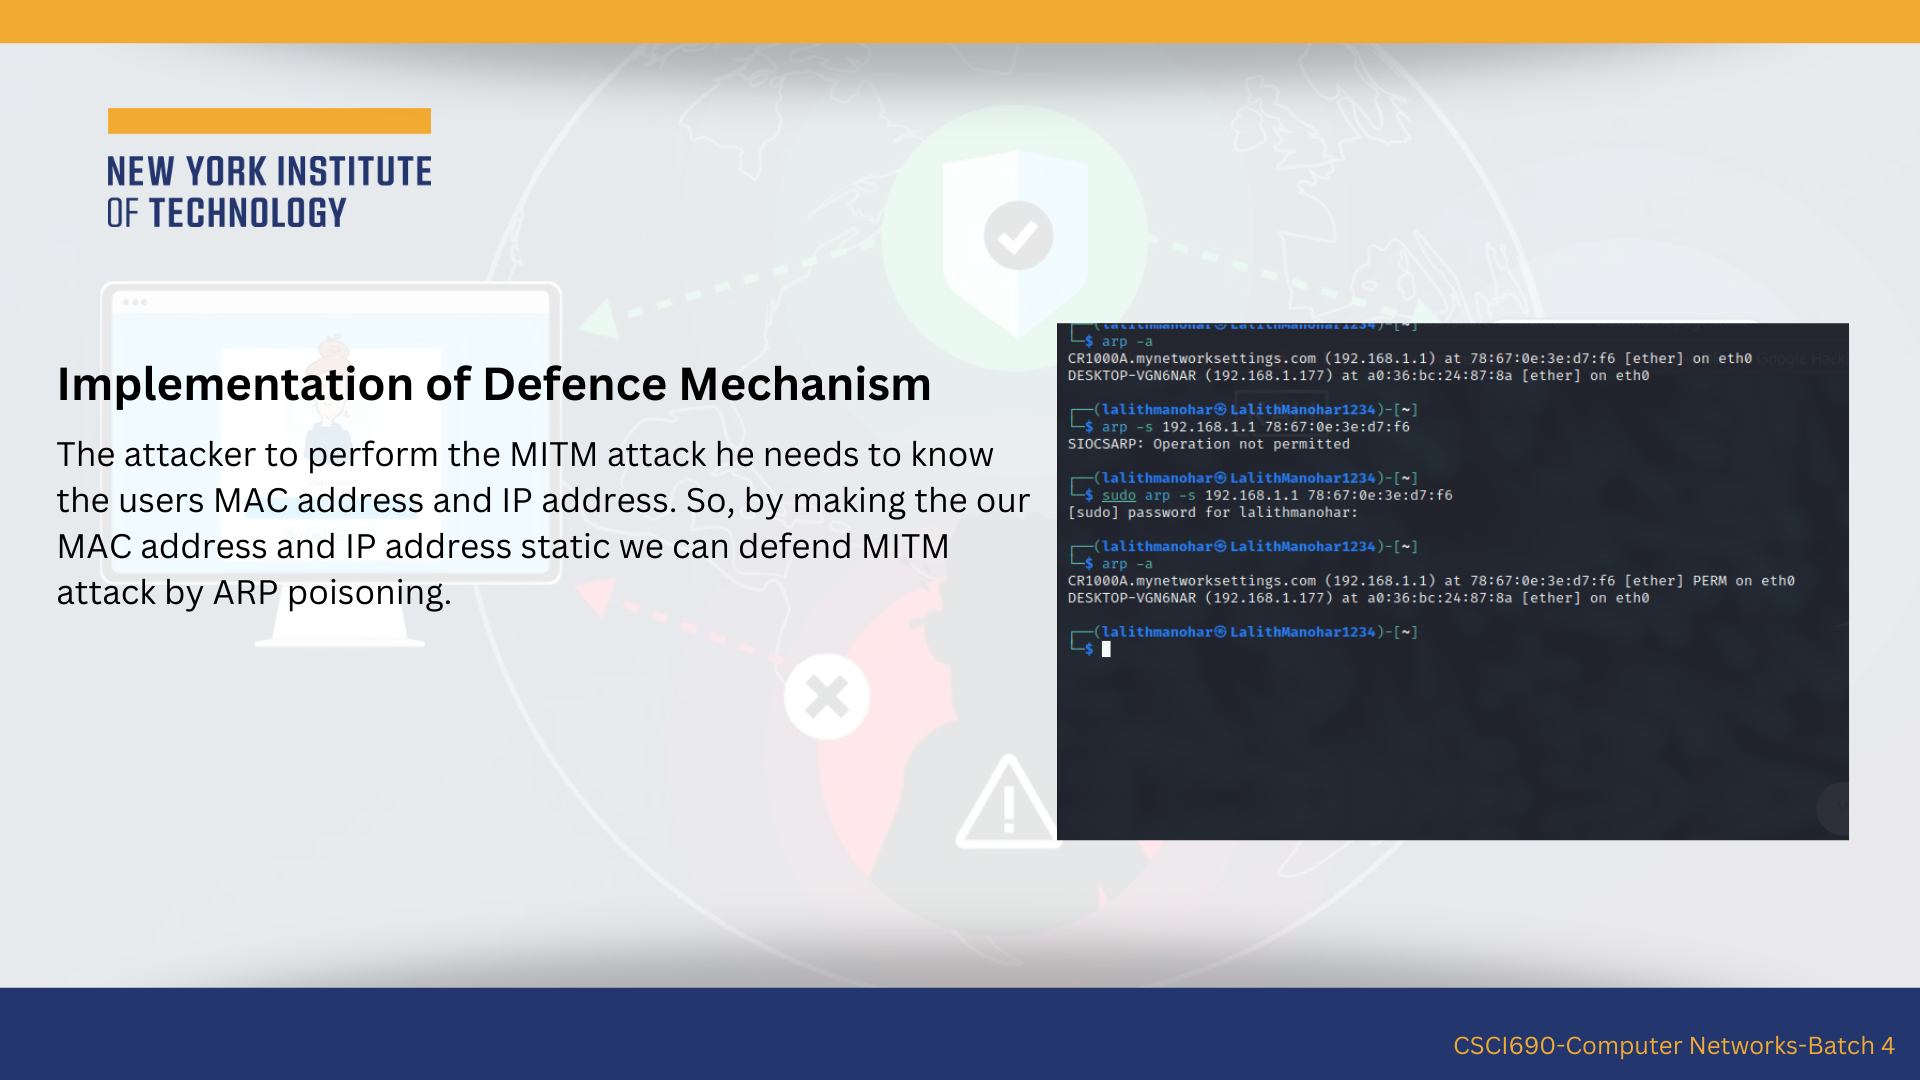 NEW YORK INSTITUTE
OF TECHNOLOGY
Implementation of Defence Mechanism
The attacker to perform the MITM attack he needs to know
the users MAC address and IP address. So, by making the our
MAC address and IP address static we can defend MITM
attack by ARP poisoning.
┌──(lalithmanohar㉿LalithManohar1234)-[~]
└─$ arp -a
CR1000A.mynetworksettings.com (192.168.1.1) at 78:67:0e:3e:d7:f6 [ether] on eth0
DESKTOP-VGN6NAR (192.168.1.177) at a0:36:bc:24:87:8a [ether] on eth0
┌──(lalithmanohar㉿LalithManohar1234)-[~]
└─$ arp -s 192.168.1.1 78:67:0e:3e:d7:f6
SIOCSARP: Operation not permitted
┌──(lalithmanohar㉿LalithManohar1234)-[~]
└─$ sudo arp -s 192.168.1.1 78:67:0e:3e:d7:f6
[sudo] password for lalithmanohar:
┌──(lalithmanohar㉿LalithManohar1234)-[~]
└─$ arp -a
CR1000A.mynetworksettings.com (192.168.1.1) at 78:67:0e:3e:d7:f6 [ether] PERM on eth0
DESKTOP-VGN6NAR (192.168.1.177) at a0:36:bc:24:87:8a [ether] on eth0
┌──(lalithmanohar㉿LalithManohar1234)-[~]
└─$
CSCI690-Computer Networks-Batch 4